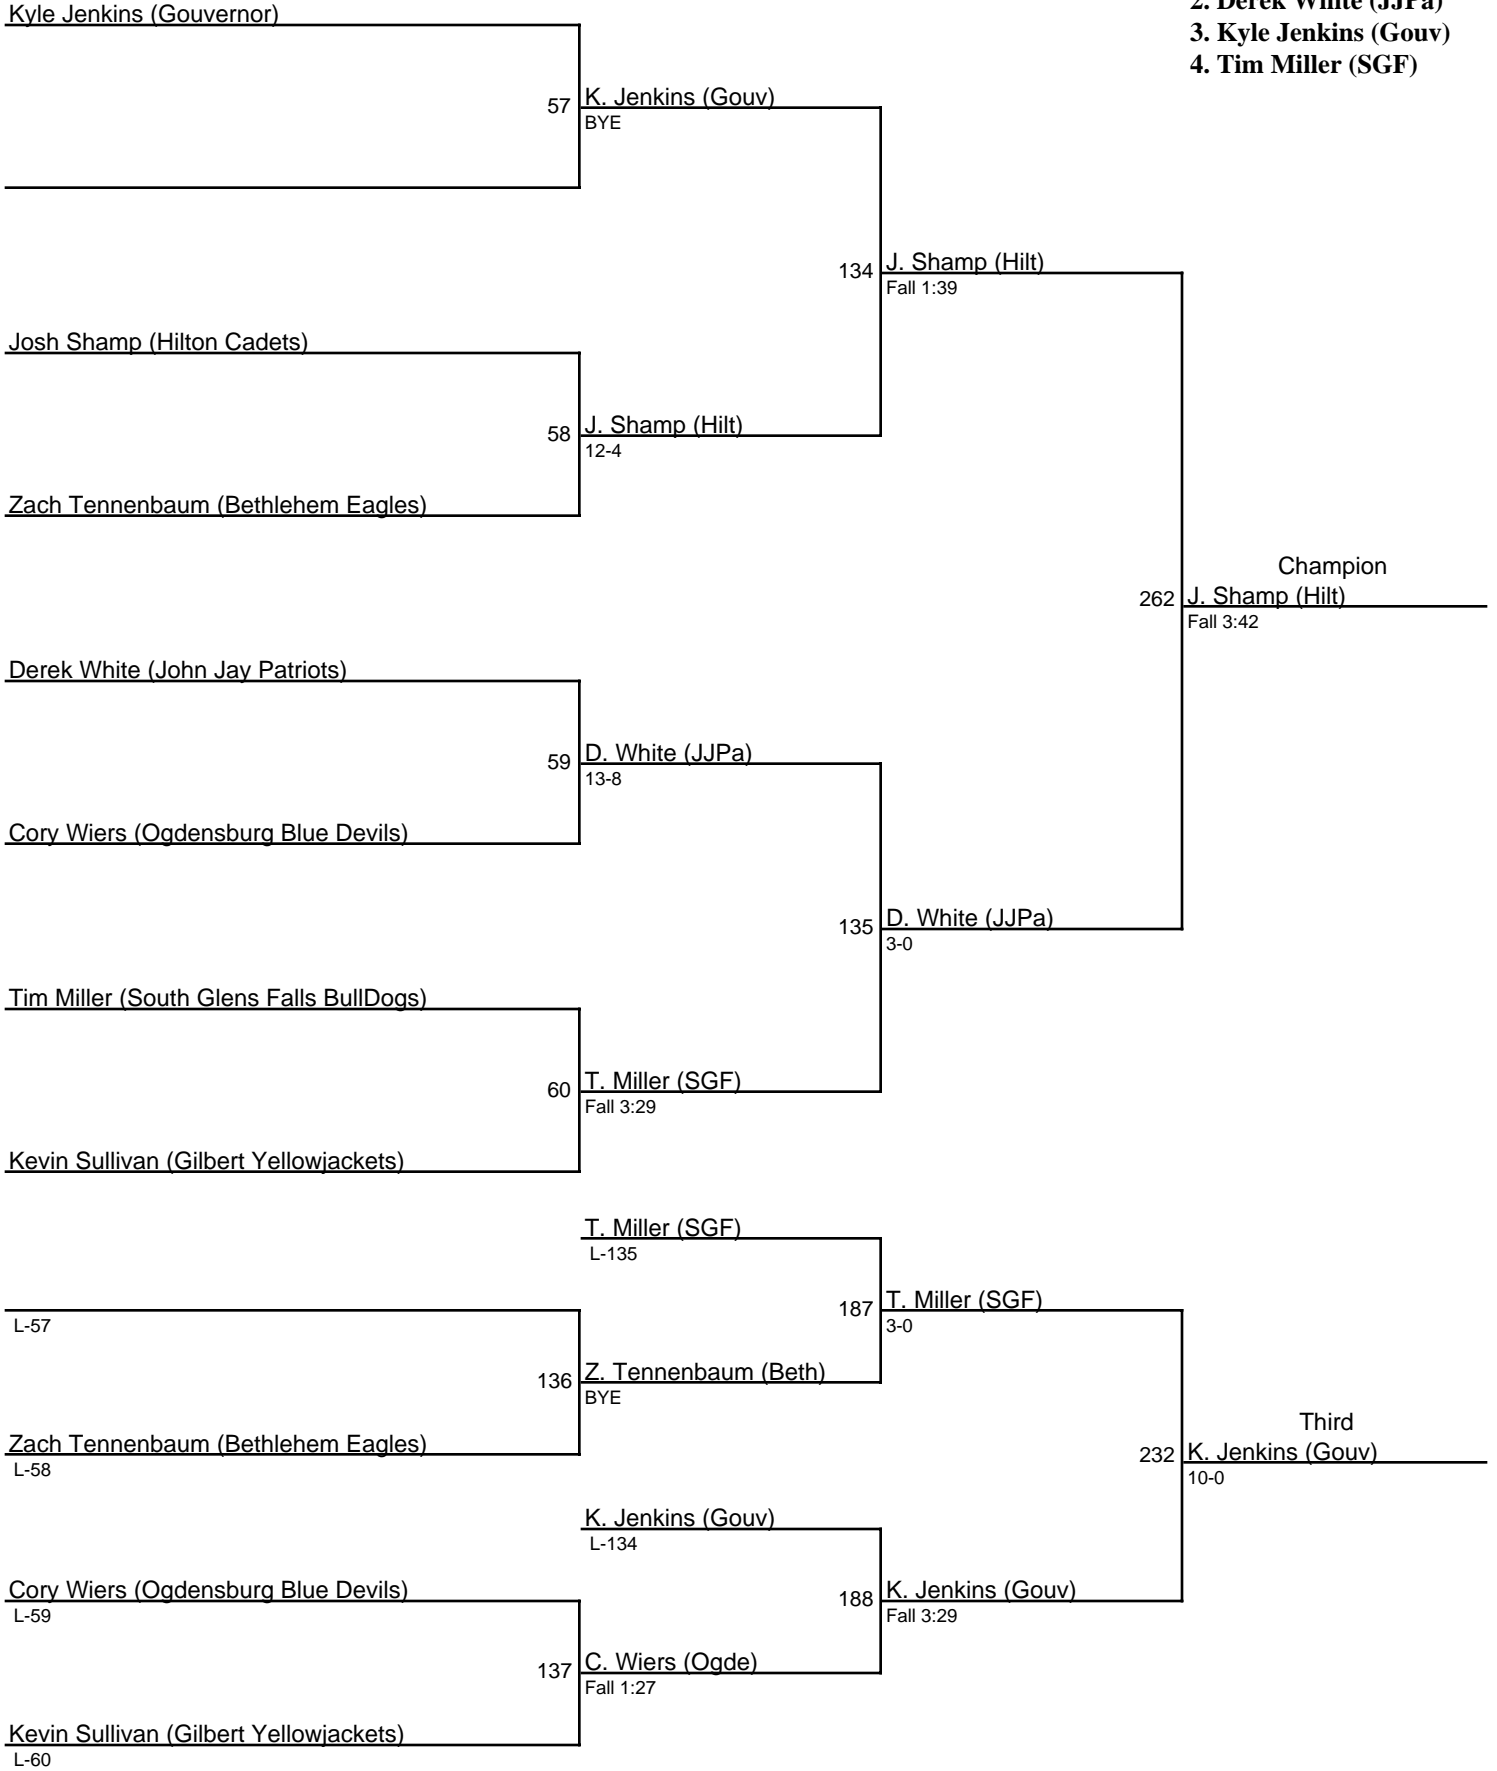 Kyle Jenkins (Gouvernor)
2. Derek White (JJPa)
3. Kyle Jenkins (Gouv)
4. Tim Miller (SGF)
57 K. Jenkins (Gouv)
BYE
134 J. Shamp (Hilt)
Fall 1:39
Josh Shamp (Hilton Cadets)
58 J. Shamp (Hilt)
12-4
Zach Tennenbaum (Bethlehem Eagles)
Champion
262 J. Shamp (Hilt)
Fall 3:42
Derek White (John Jay Patriots)
59 D. White (JJPa)
13-8
Cory Wiers (Ogdensburg Blue Devils)
135 D. White (JJPa)
3-0
Tim Miller (South Glens Falls BullDogs)
60 T. Miller (SGF)
Fall 3:29
Kevin Sullivan (Gilbert Yellowjackets)
T. Miller (SGF)
L-135
187 T. Miller (SGF)
3-0
L-57
136 Z. Tennenbaum (Beth)
BYE
Zach Tennenbaum (Bethlehem Eagles)
L-58
Third
232 K. Jenkins (Gouv)
10-0
K. Jenkins (Gouv)
L-134
Cory Wiers (Ogdensburg Blue Devils)
L-59
188 K. Jenkins (Gouv)
Fall 3:29
137 C. Wiers (Ogde)
Fall 1:27
Kevin Sullivan (Gilbert Yellowjackets)
L-60